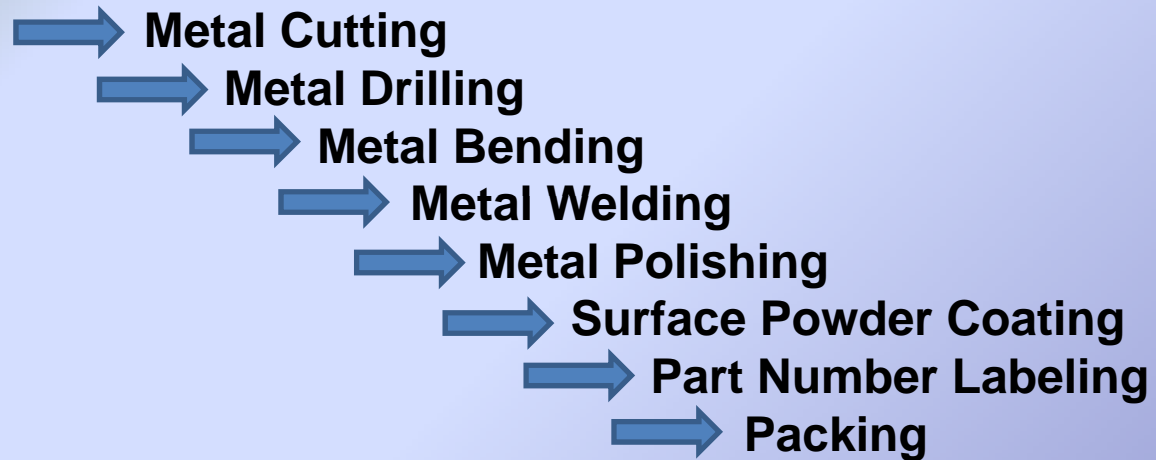 Metal Cutting
Metal Drilling
Metal Bending
Metal Welding
Metal Polishing
Surface Powder Coating
Part Number Labeling
Packing